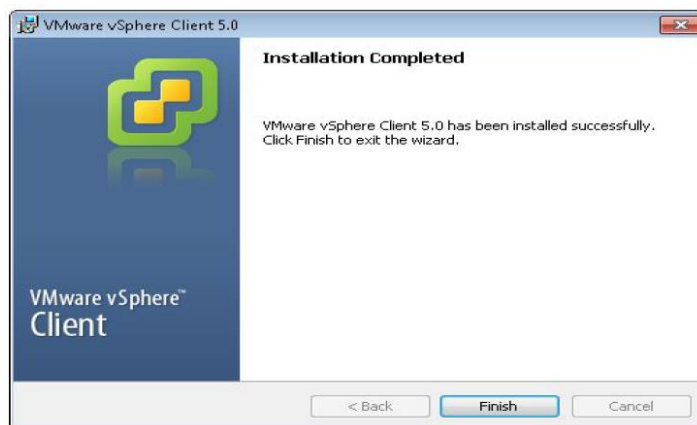 VMware vSphere Client 5.0
Installation Completed
VMware vSphere Client 5.0 has been installed successfully.
Click Finish to exit the wizard.
VMware vSphere™
Client
< Back
Finish
Cancel